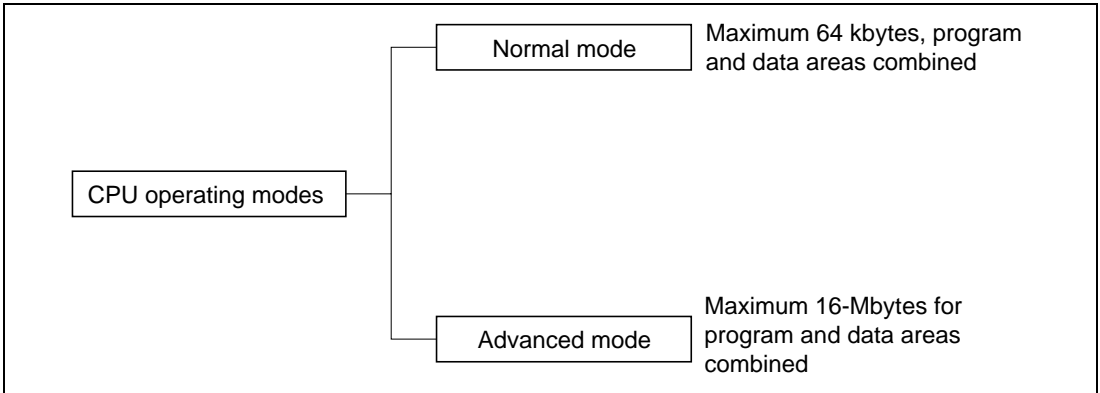 Normal mode
Maximum 64 kbytes, program
and data areas combined
CPU operating modes
Advanced mode
Maximum 16-Mbytes for
program and data areas
combined